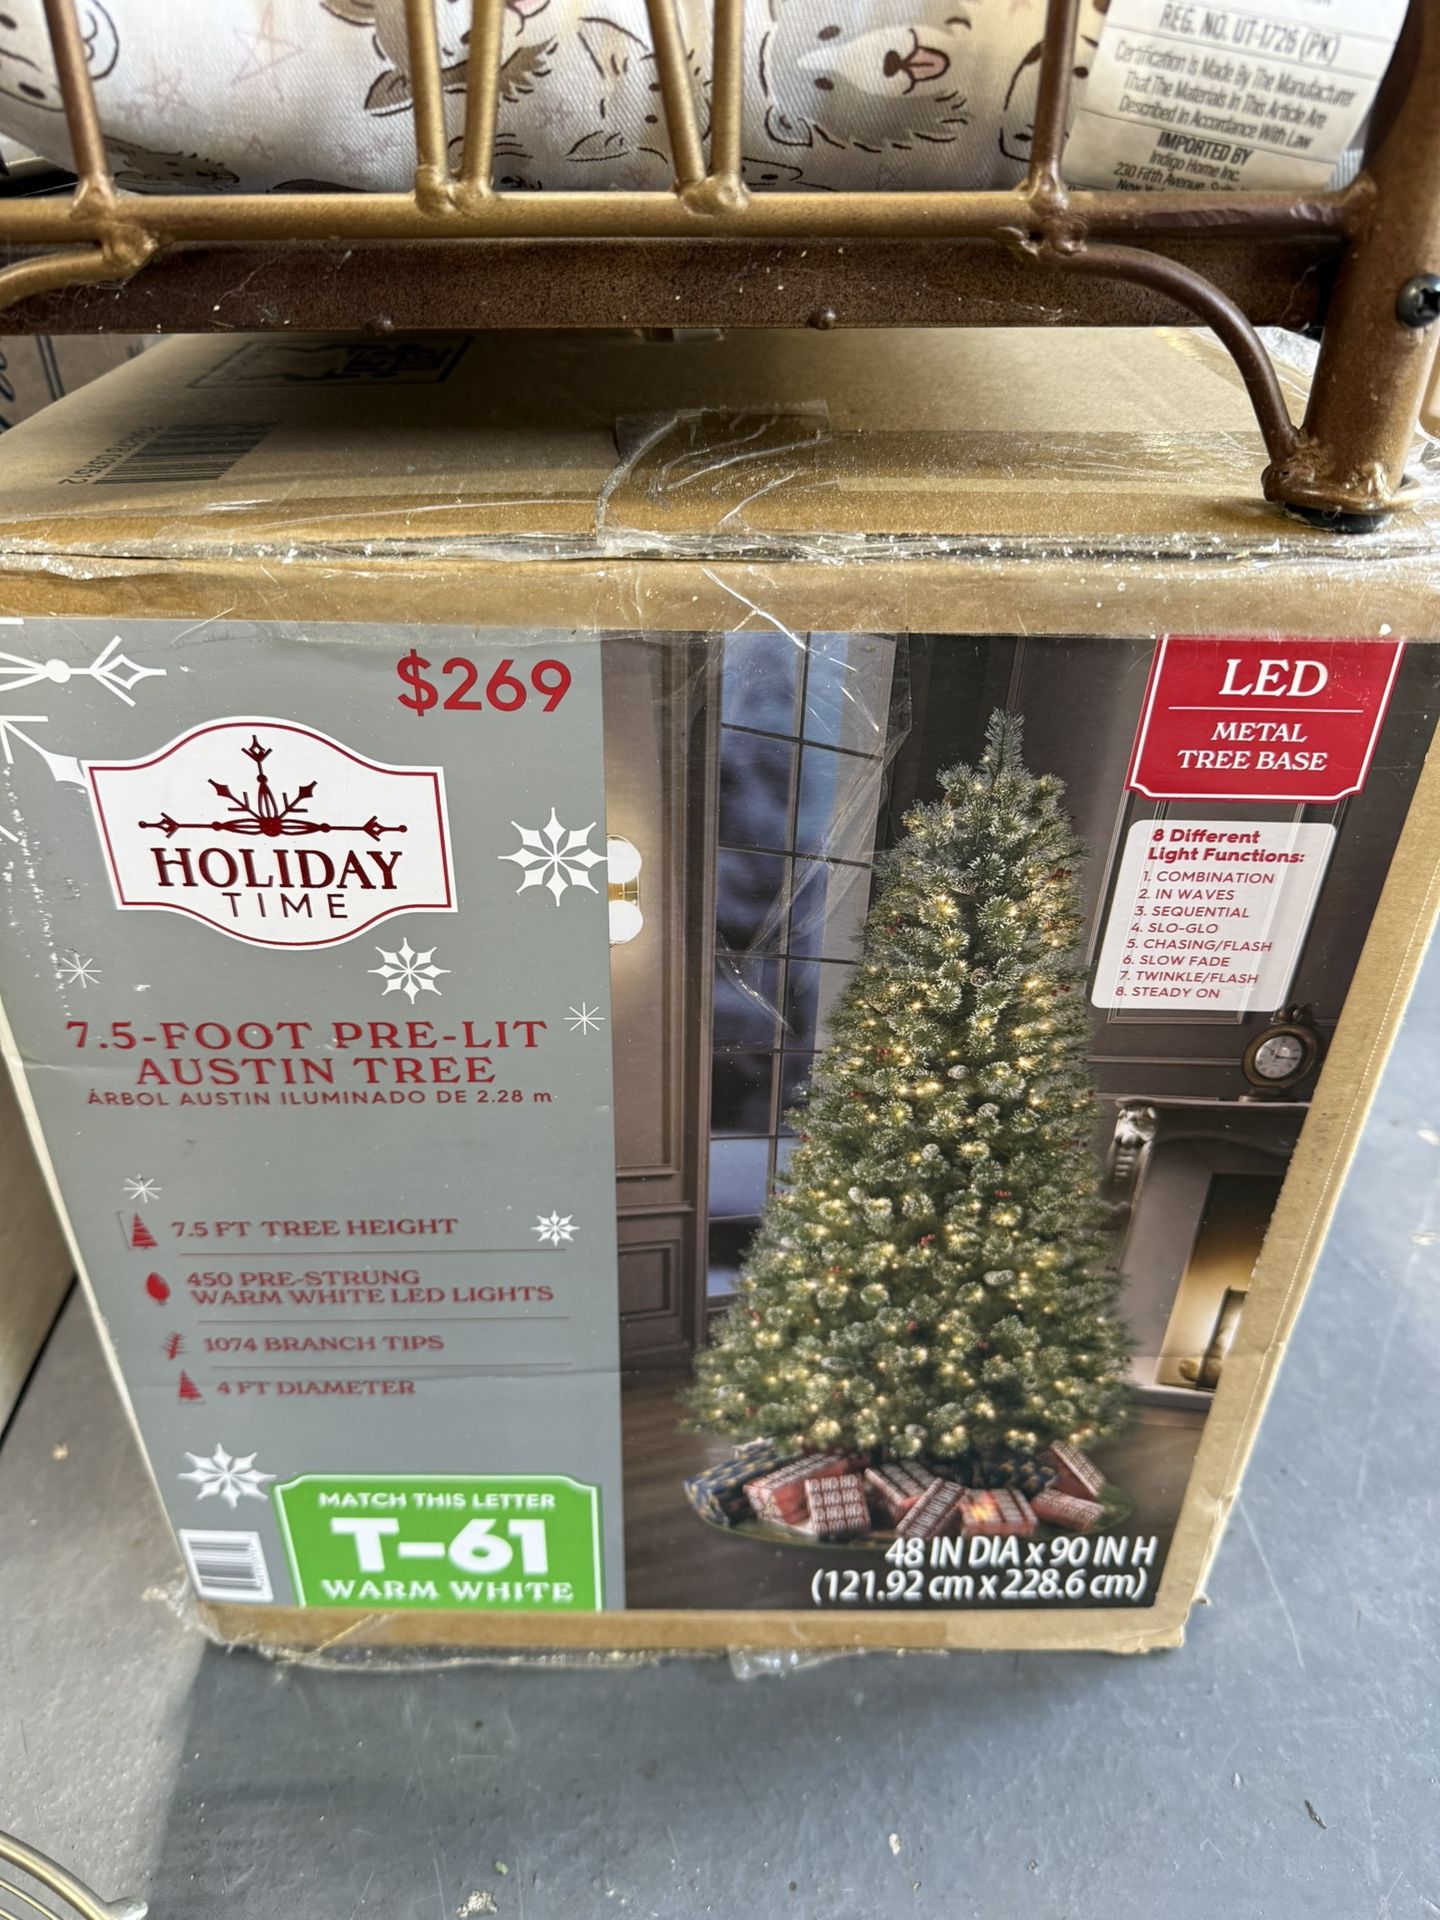 REG. NO. UT-1726 (PK)
Certification is Made By The Manufacturer
That The Materials In This Article Are
Described in Accordance With Law
IMPORTED BY
Indigo Home Inc.
230 Fifth Avenue,
$269
HOLIDAY
TIME
7.5-FOOT PRE-LIT
AUSTIN TREE
ÁRBOL AUSTIN ILUMINADO DE 2.28 m
7.5 FT TREE HEIGHT
450 PRE-STRUNG
WARM WHITE LED LIGHTS
1074 BRANCH TIPS
4 FT DIAMETER
MATCH THIS LETTER
T-61
WARM WHITE
LED
METAL
TREE BASE
8 Different
Light Functions:
1. COMBINATION
2. IN WAVES
3. SEQUENTIAL
4. SLO-GLO
5. CHASING/FLASH
6. SLOW FADE
7. TWINKLE/FLASH
8. STEADY ON
48 IN DIA x 90 IN H
(121.92 cm x 228.6 cm)